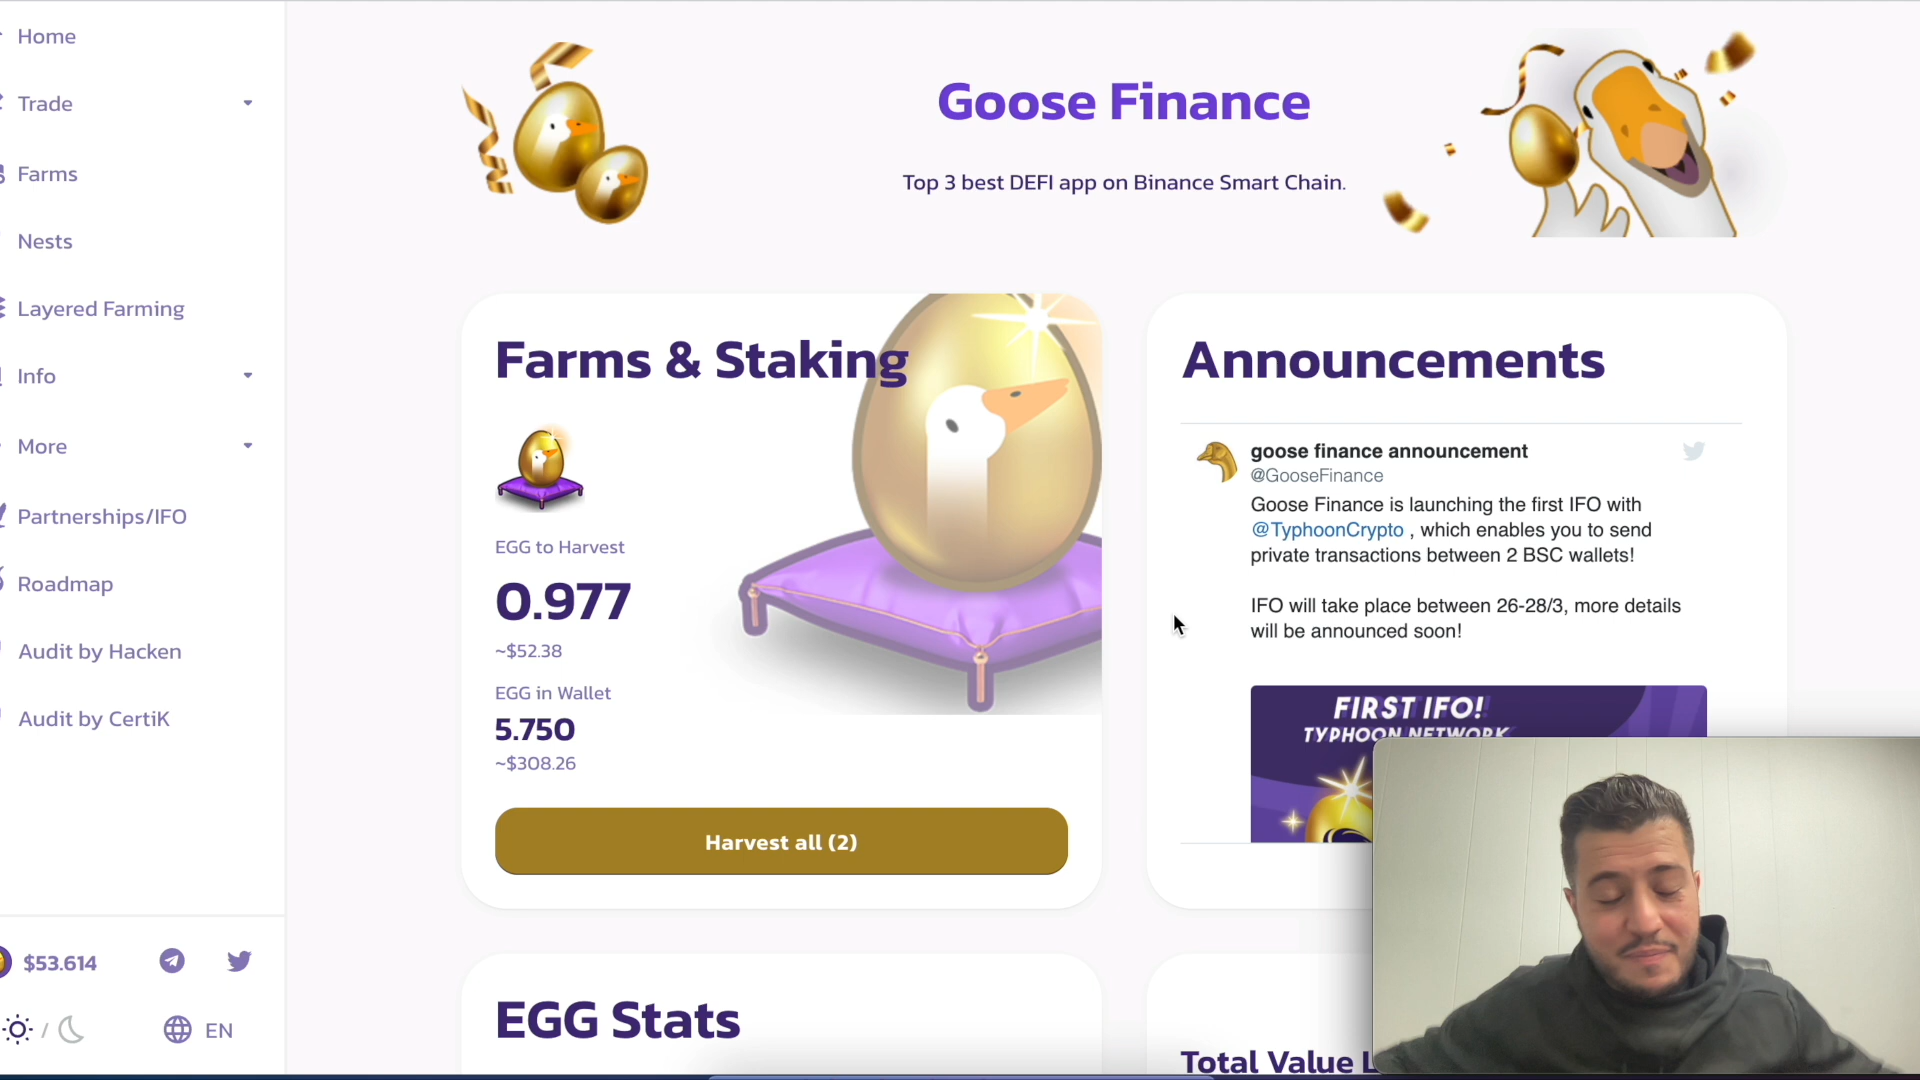 Home
Trade
Farms
Nests
Layered Farming
Info
More
Partnerships/IFO
Roadmap
Audit by Hacken
Audit by CertiK
$53.614
/
EN
Goose Finance
Top 3 best DEFI app on Binance Smart Chain.
Farms & Staking
EGG to Harvest
0.977
~$52.38
EGG in Wallet
5.750
~$308.26
Harvest all (2)
Announcements
goose finance announcement
@GooseFinance
Goose Finance is launching the first IFO with
@TyphoonCrypto , which enables you to send
private transactions between 2 BSC wallets!
IFO will take place between 26-28/3, more details
will be announced soon!
FIRST IFO!
TYPHOON NETWORK
EGG Stats
Total Value